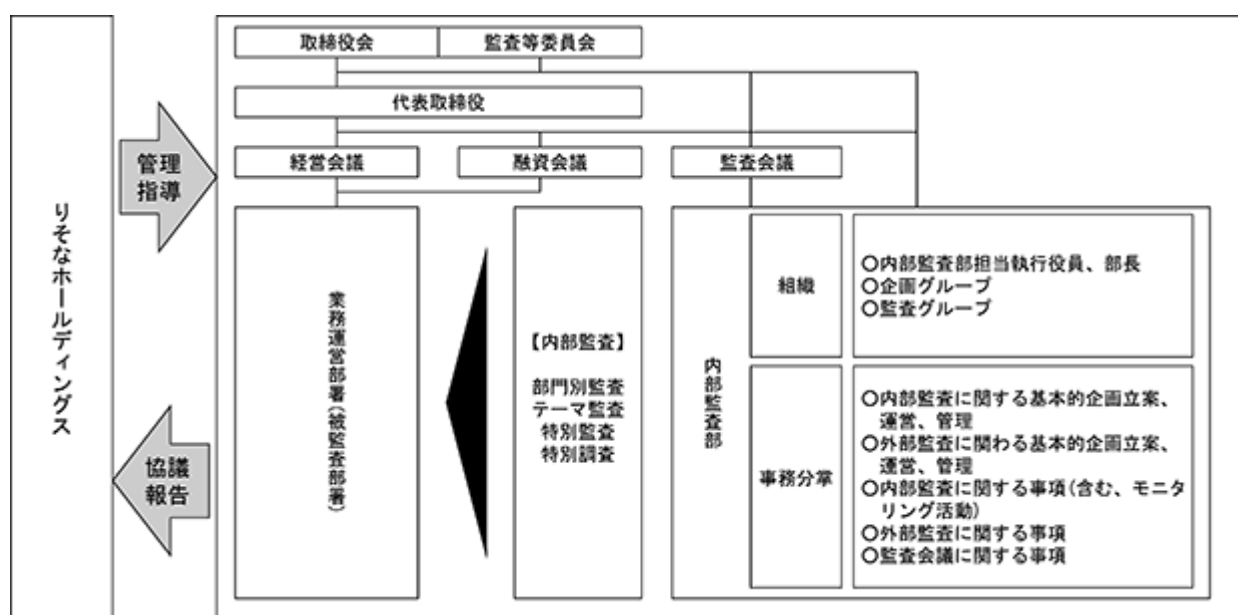 りそなホールディングス
管理
指導
協議
報告
取締役会
監査等委員会
代表取締役
経営会議
融資会議
監査会議
業務運営部署(被監査部署)
【内部監査】
部門別監査
テーマ監査
特別監査
特別調査
内部監査部
組織
〇内部監査部担当執行役員、部長
〇企画グループ
〇監査グループ
事務分掌
〇内部監査に関する基本的企画立案、
運営、管理
〇外部監査に関わる基本的企画立案、
運営、管理
〇内部監査に関する事項(含む、モニタ
リング活動)
〇外部監査に関する事項
〇監査会議に関する事項